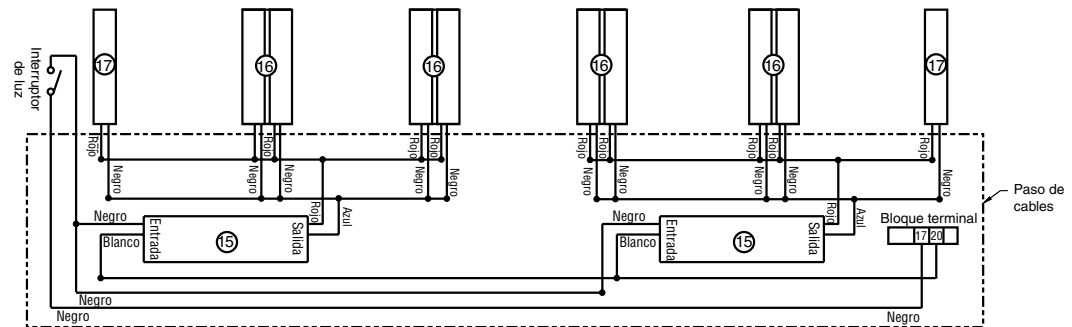 17
16
16
16
16
17
Interruptor
de luz
Rojo
Negro
Rojo
Negro
Negro
Rojo
Rojo
Negro
Negro
Rojo
Rojo
Negro
Negro
Rojo
Rojo
Negro
Negro
Rojo
Negro
Paso de
cables
Rojo
Azul
Rojo
Azul
Negro
Blanco
Entrada
15
Salida
Negro
Blanco
Entrada
15
Salida
Bloque terminal
17 20
Negro
Negro
Negro